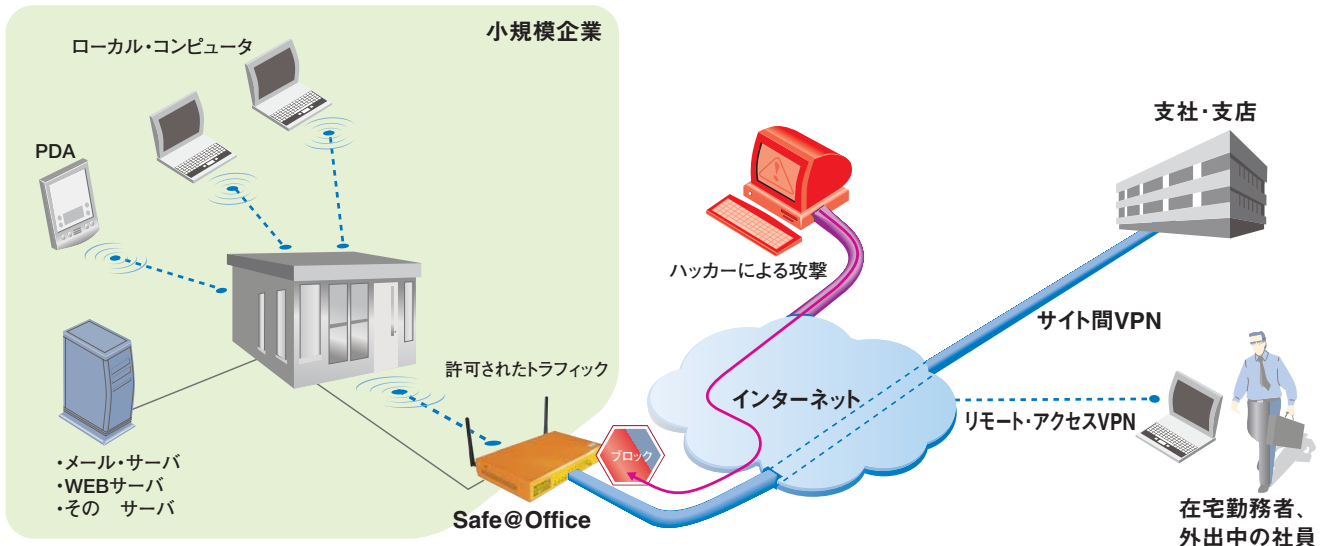 小規模企業
ローカル・コンピュータ
PDA
許可されたトラフィック
・メール・サーバ
・WEBサーバ
・その サーバ
Safe@Office
ブロック
ハッカーによる攻撃
インターネット
支社・支店
サイト間VPN
リモート・アクセスVPN
在宅勤務者、
外出中の社員